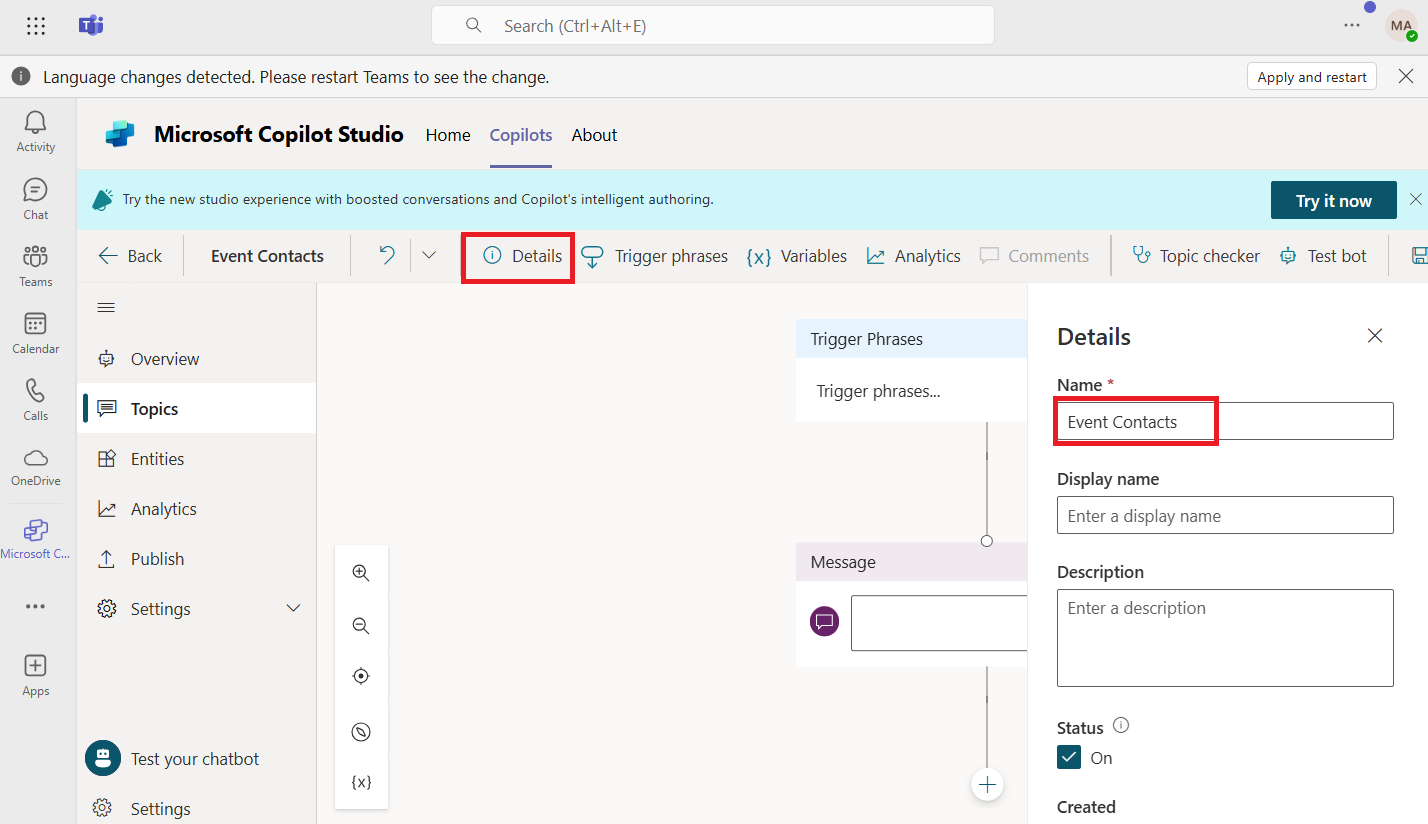 Search (Ctrl+Alt+E)
MA
Language changes detected. Please restart Teams to see the change.
Apply and restart
Activity
Chat
Teams
Calendar
Calls
OneDrive
Microsoft C...
Apps
Microsoft Copilot Studio
Home
Copilots
About
Try the new studio experience with boosted conversations and Copilot's intelligent authoring.
Try it now
Back
Event Contacts
Details
Trigger phrases
{x} Variables
Analytics
Comments
Topic checker
Test bot
Overview
Topics
Entities
Analytics
Publish
Settings
Test your chatbot
Settings
{x}
Trigger Phrases
Trigger phrases...
Message
Details
Name *
Event Contacts
Display name
Enter a display name
Description
Enter a description
Status
On
Created